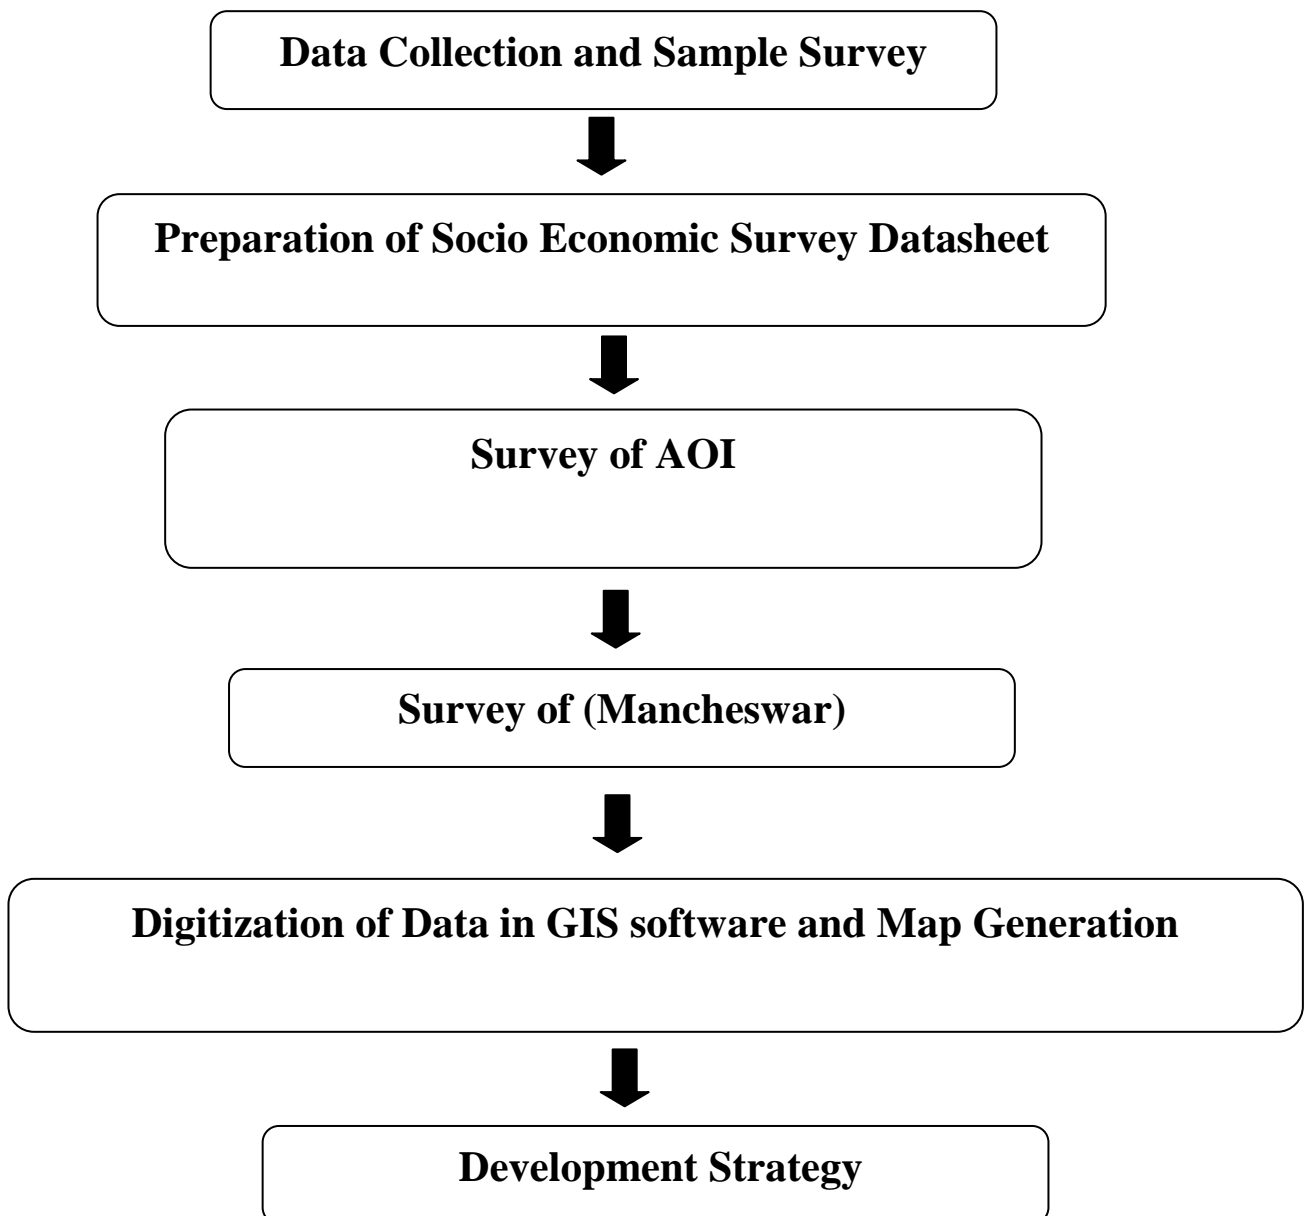 Data Collection and Sample Survey
Preparation of Socio Economic Survey Datasheet
Survey of AOI
Survey of (Mancheswar)
Digitization of Data in GIS software and Map Generation
Development Strategy